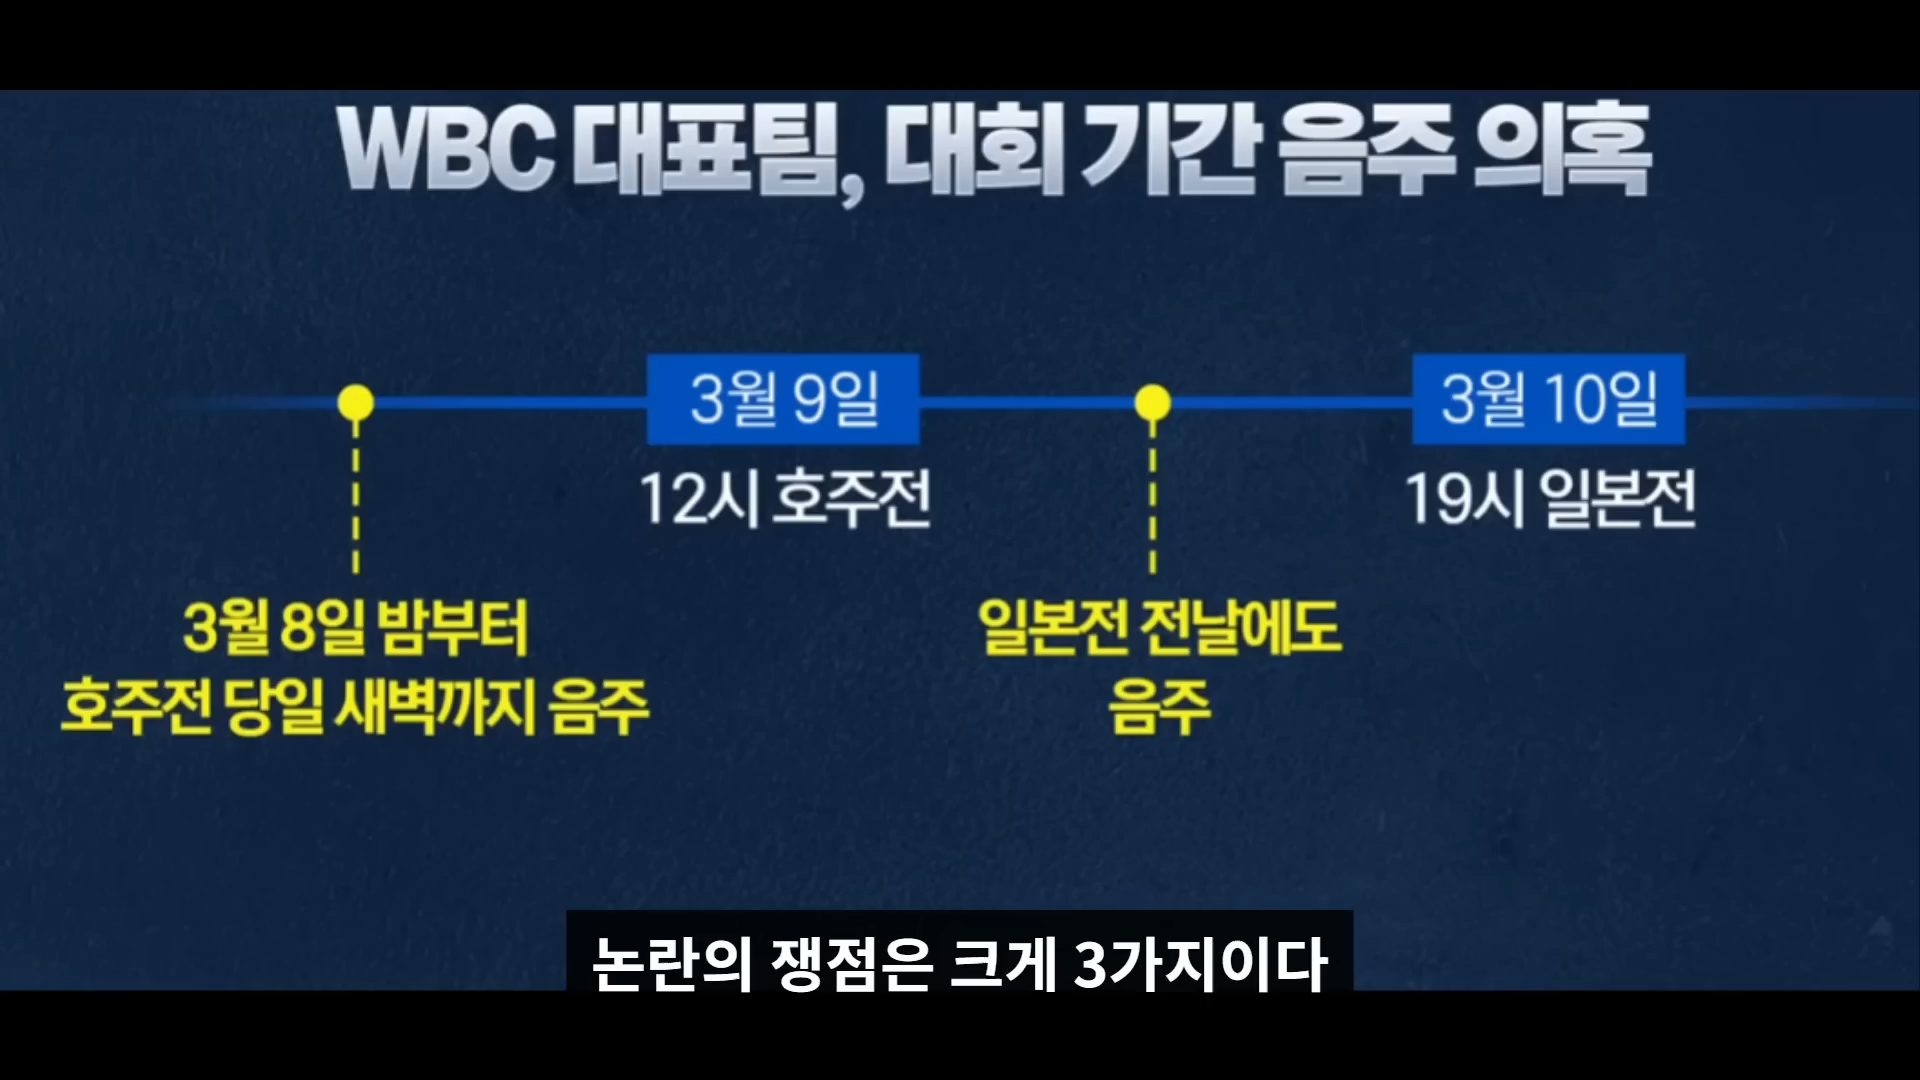 WBC 대표팀, 대회 기간 음주 의혹
3월 9일
3월 10일
12시 호주전
19시 일본전
3월 8일 밤부터
호주전 당일 새벽까지 음주
일본전 전날에도
음주
논란의 쟁점은 크게 3가지이다